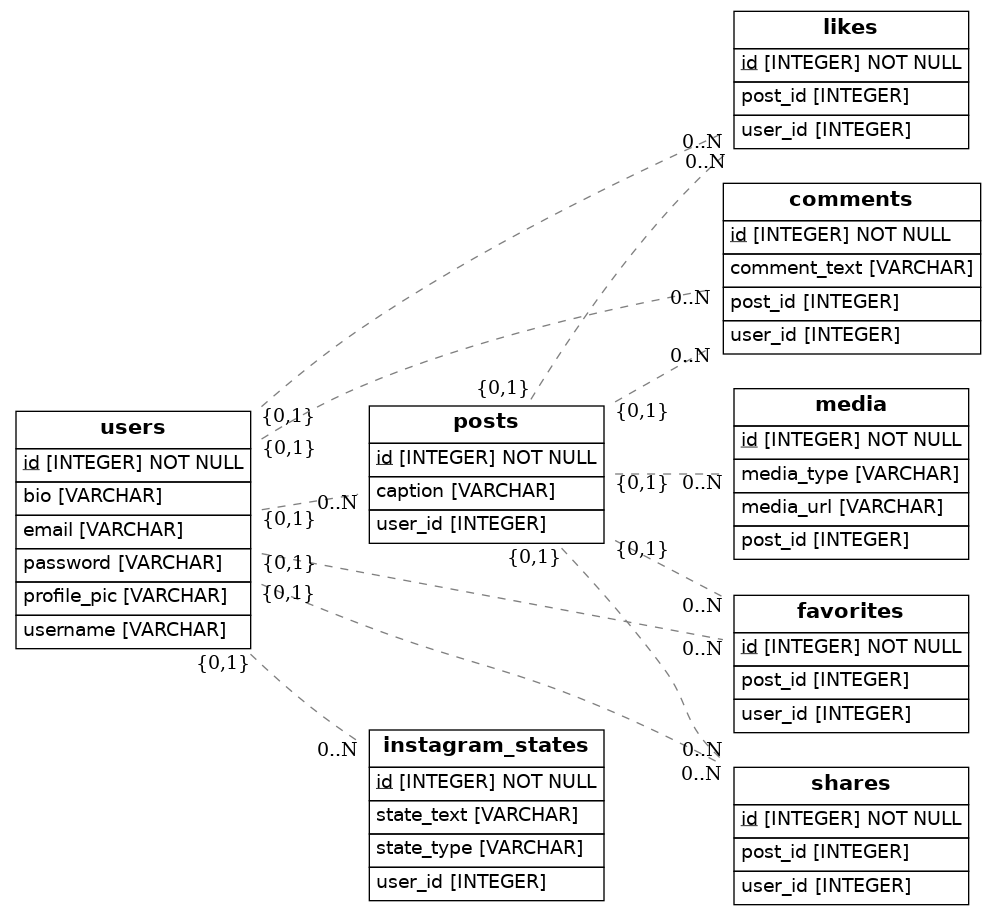 likes
id [INTEGER] NOT NULL
post_id [INTEGER]
user_id [INTEGER]
0..N
0..N
comments
id [INTEGER] NOT NULL
comment_text [VARCHAR]
post_id [INTEGER]
user_id [INTEGER]
0..N
0..N
users
id [INTEGER] NOT NULL
bio [VARCHAR]
email [VARCHAR]
password [VARCHAR]
profile_pic [VARCHAR]
username [VARCHAR]
{0,1}
{0,1}
{0,1}
{0,1}
{0,1}
{0,1}
0..N
{0,1}
posts
id [INTEGER] NOT NULL
caption [VARCHAR]
user_id [INTEGER]
{0,1}
{0,1}
{0,1}
{0,1}
media
id [INTEGER] NOT NULL
media_type [VARCHAR]
media_url [VARCHAR]
post_id [INTEGER]
0..N
favorites
id [INTEGER] NOT NULL
post_id [INTEGER]
user_id [INTEGER]
0..N
0..N
instagram_states
id [INTEGER] NOT NULL
state_text [VARCHAR]
state_type [VARCHAR]
user_id [INTEGER]
0..N
shares
id [INTEGER] NOT NULL
post_id [INTEGER]
user_id [INTEGER]
0..N
0..N